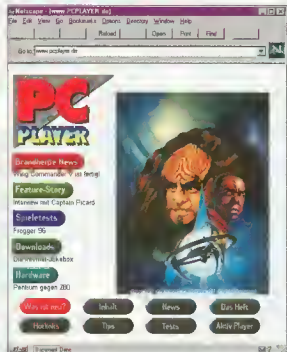 Netscape - [www PCPLAYER de]
File Edit View Go Bookmarks Options Directory Window Help
Reload Open Print Find
Go to: www.pcplayer.de
PC
PLAYER
Brandheiße News
Wing Commander V ist fertig!
Feature-Story
Interview mit Captain Picard
Spieletests
Frogger 96
Downloads
Die Jukebox
Hardware
Pentium gegen Z80
Was ist neu? Inhalt News Das Heft
Hotlinks Tips Tests Aktiv Player
Document Done